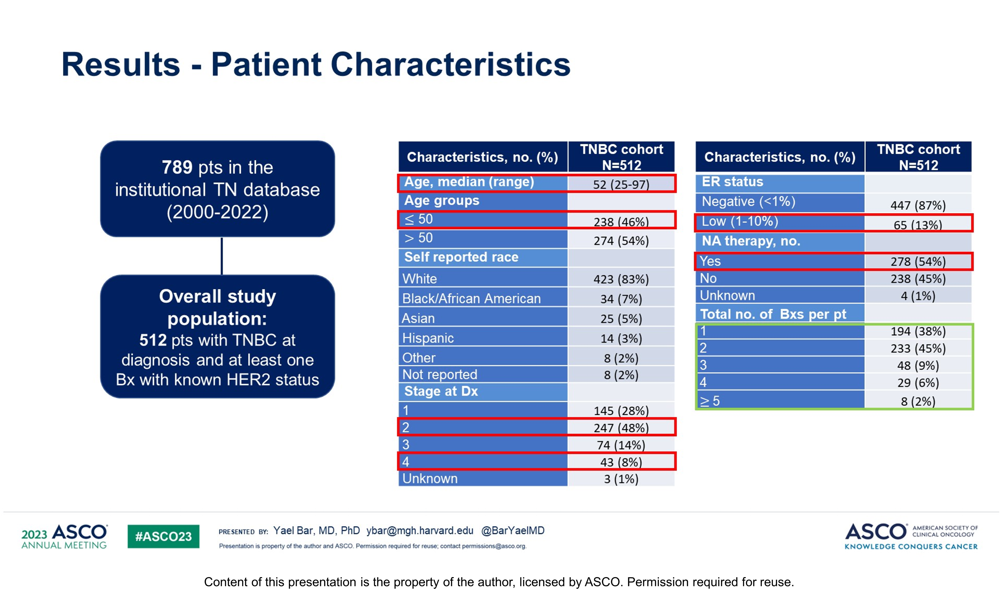 Results - Patient Characteristics
789 pts in the
institutional TN database
(2000-2022)
Overall study
population:
512 pts with TNBC at
diagnosis and at least one
Bx with known HER2 status
Characteristics, no. (%) TNBC cohort N=512
Age, median (range) 52 (25-97)
Age groups
≤ 50 238 (46%)
> 50 274 (54%)
Self reported race
White 423 (83%)
Black/African American 34 (7%)
Asian 25 (5%)
Hispanic 14 (3%)
Other 8 (2%)
Not reported 8 (2%)
Stage at Dx
1 145 (28%)
2 247 (48%)
3 74 (14%)
4 43 (8%)
Unknown 3 (1%)
Characteristics, no. (%) TNBC cohort N=512
ER status
Negative (<1%) 447 (87%)
Low (1-10%) 65 (13%)
NA therapy, no.
Yes 278 (54%)
No 238 (45%)
Unknown 4 (1%)
Total no. of Bxs per pt
1 194 (38%)
2 233 (45%)
3 48 (9%)
4 29 (6%)
≥ 5 8 (2%)
2023 ASCO®
ANNUAL MEETING
#ASCO23
PRESENTED BY: Yael Bar, MD, PhD ybar@mgh.harvard.edu @BarYaelMD
Presentation is property of the author and ASCO. Permission required for reuse; contact permissions@asco.org.
ASCO® AMERICAN SOCIETY OF
CLINICAL ONCOLOGY
KNOWLEDGE CONQUERS CANCER
Content of this presentation is the property of the author, licensed by ASCO. Permission required for reuse.